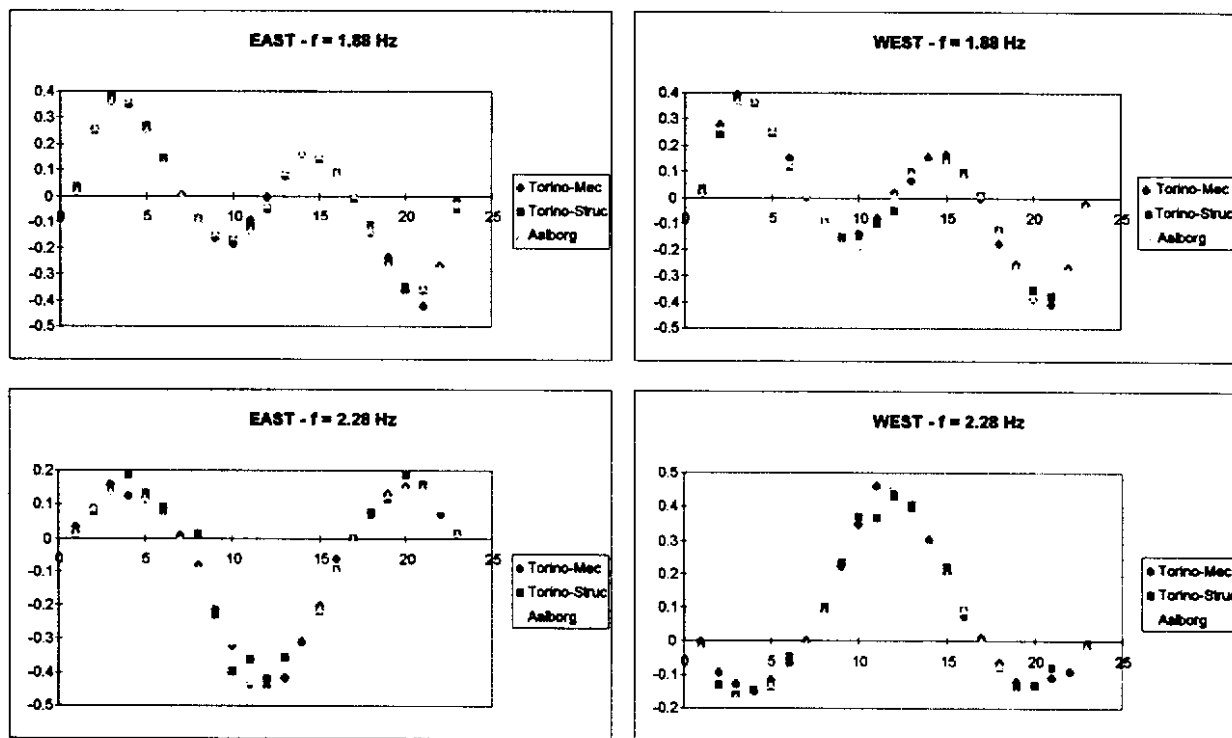 EAST - f = 1.88 Hz
0.4
0.3
0.2
0.1
0
-0.1
-0.2
-0.3
-0.4
-0.5
0 5 10 15 20 25
Torino-Mec
Torino-Struc
Aalborg
WEST - f = 1.88 Hz
0.4
0.3
0.2
0.1
0
-0.1
-0.2
-0.3
-0.4
-0.5
0 5 10 15 20 25
Torino-Mec
Torino-Struc
Aalborg
EAST - f = 2.28 Hz
0.2
0.1
0
-0.1
-0.2
-0.3
-0.4
-0.5
0 5 10 15 20 25
Torino-Mec
Torino-Struc
Aalborg
WEST - f = 2.28 Hz
0.5
0.4
0.3
0.2
0.1
0
-0.1
-0.2
0 5 10 15 20 25
Torino-Mec
Torino-Struc
Aalborg